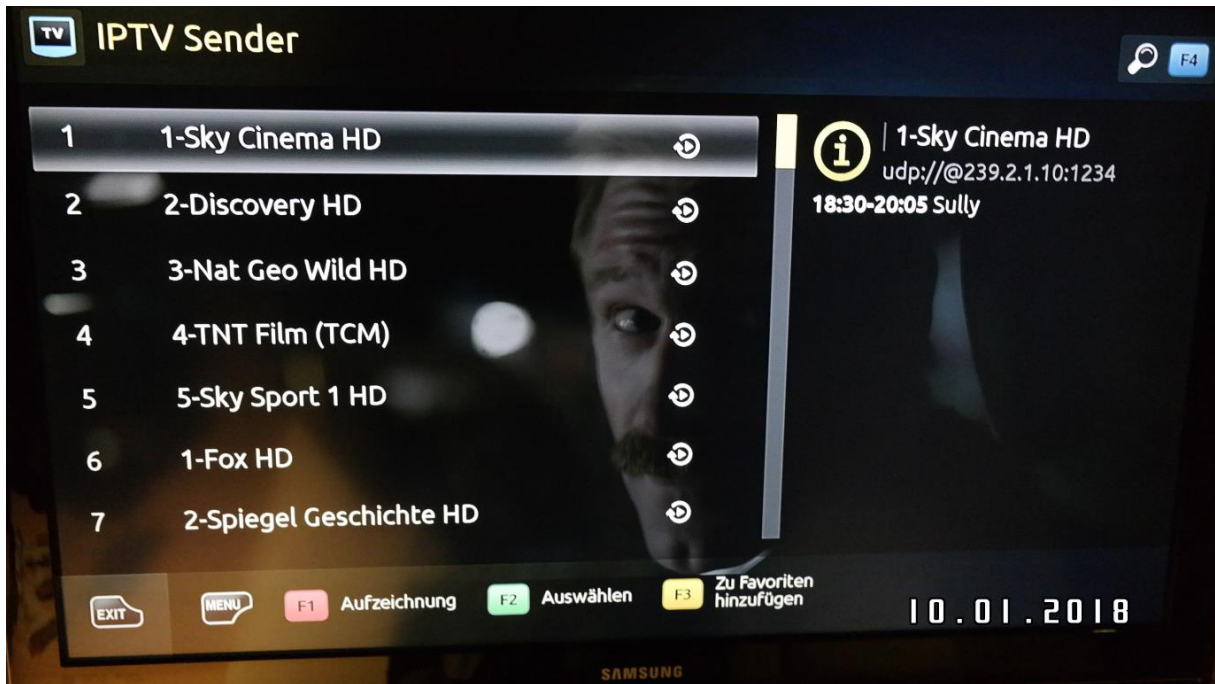 TV IPTV Sender
F4
1 1-Sky Cinema HD
2 2-Discovery HD
3 3-Nat Geo Wild HD
4 4-TNT Film (TCM)
5 5-Sky Sport 1 HD
6 1-Fox HD
7 2-Spiegel Geschichte HD
i | 1-Sky Cinema HD
udp://@239.2.1.10:1234
18:30-20:05 Sully
EXIT MENU F1 Aufzeichnung F2 Auswählen F3 Zu Favoriten
hinzufügen
10.01.2018
SAMSUNG